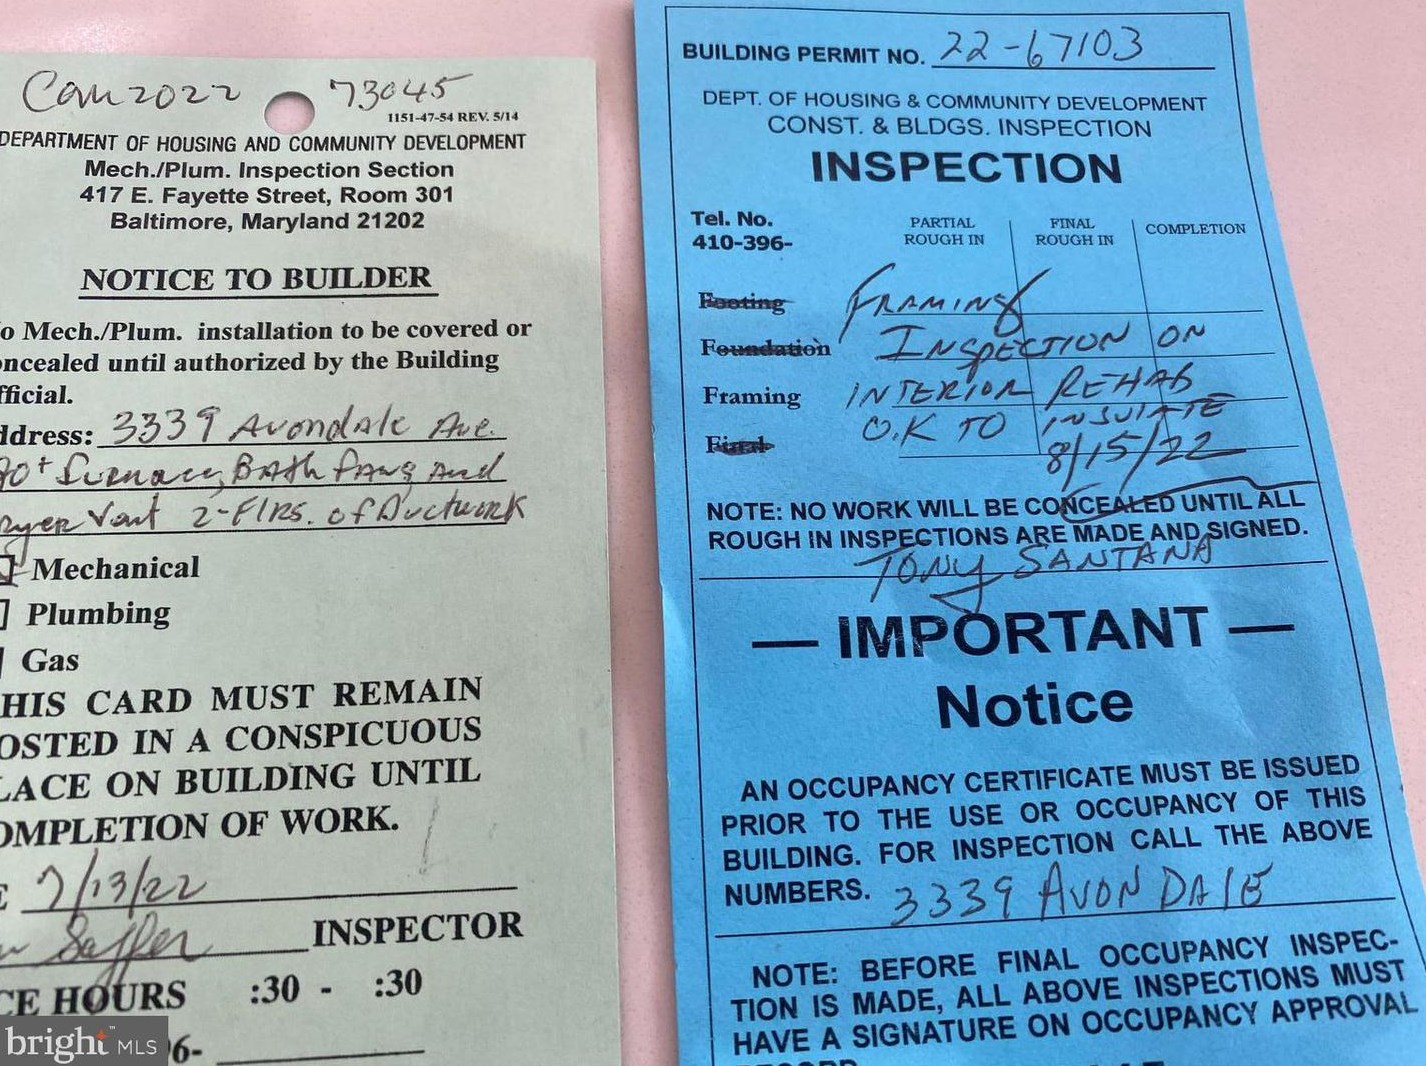 Com2022 73045
1151-47-54 REV. 5/14
DEPARTMENT OF HOUSING AND COMMUNITY DEVELOPMENT
Mech./Plum. Inspection Section
417 E. Fayette Street, Room 301
Baltimore, Maryland 21202
NOTICE TO BUILDER
o Mech./Plum. installation to be covered or
oncealed until authorized by the Building
fficial.
ddress: 3339 Avondale Ave.
90+ Furnace, Bath Fans and
ryer Vent 2-Flrs. of Ductwork
Mechanical
Plumbing
Gas
HIS CARD MUST REMAIN
OSTED IN A CONSPICUOUS
LACE ON BUILDING UNTIL
OMPLETION OF WORK.
E 7/13/22
INSPECTOR
CE HOURS :30 - :30
96-
bright MLS
BUILDING PERMIT NO. 22-67103
DEPT. OF HOUSING & COMMUNITY DEVELOPMENT
CONST. & BLDGS. INSPECTION
INSPECTION
Tel. No.
410-396-
PARTIAL
ROUGH IN
FINAL
ROUGH IN
COMPLETION
Footing FRAMING
Foundation INSPECTION ON
Framing INTERIOR REHAB
Final O.K TO INSULATE
8/15/22
NOTE: NO WORK WILL BE CONCEALED UNTIL ALL
ROUGH IN INSPECTIONS ARE MADE AND SIGNED.
TONY SANTANA
— IMPORTANT —
Notice
AN OCCUPANCY CERTIFICATE MUST BE ISSUED
PRIOR TO THE USE OR OCCUPANCY OF THIS
BUILDING. FOR INSPECTION CALL THE ABOVE
NUMBERS. 3339 AVONDALE
NOTE: BEFORE FINAL OCCUPANCY INSPEC-
TION IS MADE, ALL ABOVE INSPECTIONS MUST
HAVE A SIGNATURE ON OCCUPANCY APPROVAL